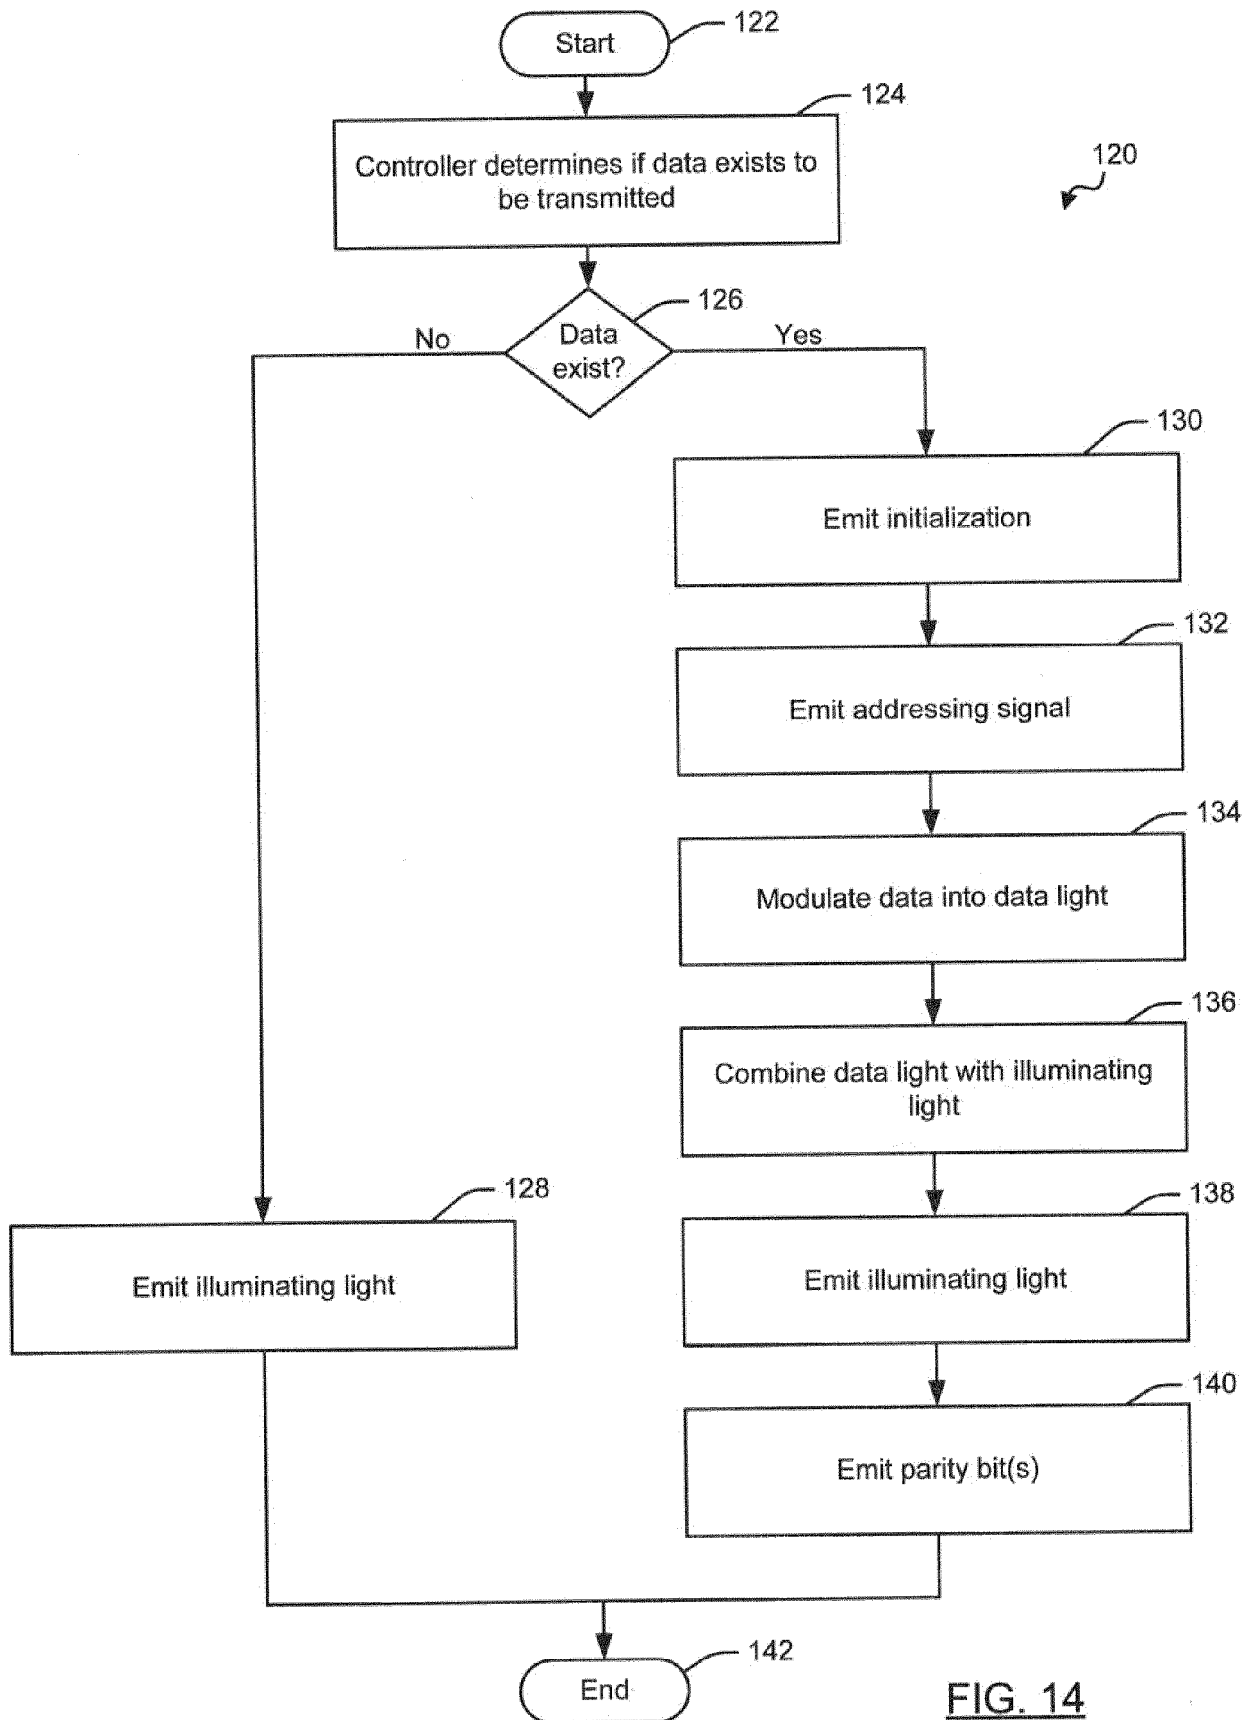 Start
122
124
Controller determines if data exists to
be transmitted
120
126
No
Data
exist?
Yes
130
Emit initialization
132
Emit addressing signal
134
Modulate data into data light
136
Combine data light with illuminating
light
128
Emit illuminating light
138
Emit illuminating light
140
Emit parity bit(s)
142
End
FIG. 14